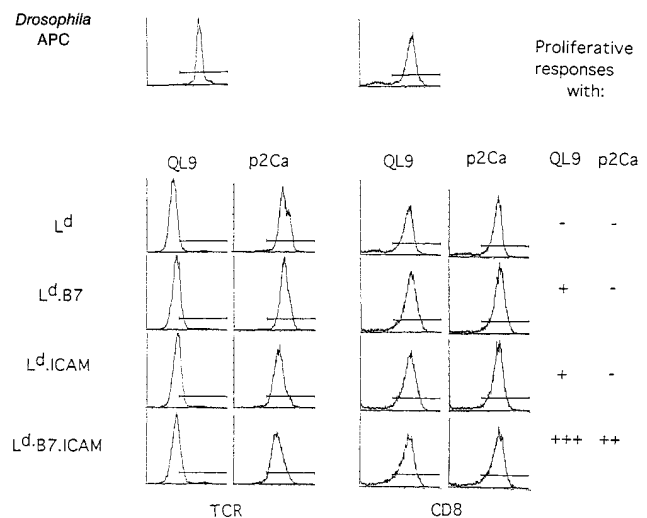 Drosophila
APC
Proliferative
responses
with:
QL9 p2Ca QL9 p2Ca QL9 p2Ca
Ld - -
Ld.B7 + -
Ld.ICAM + -
Ld.B7.ICAM +++ ++
TCR CD8